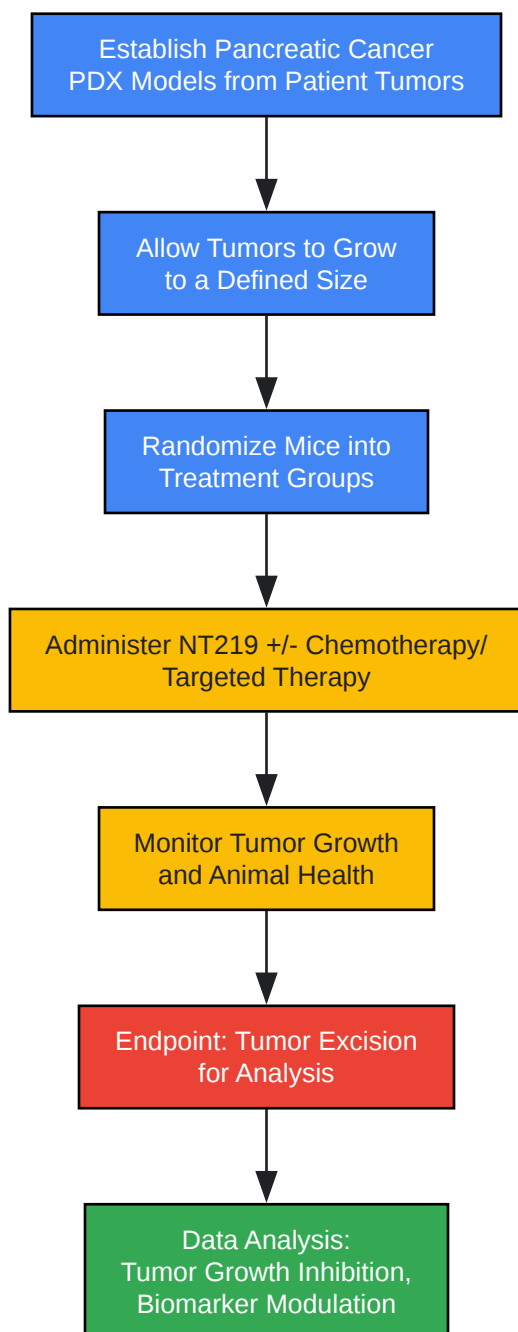 Establish Pancreatic Cancer
PDX Models from Patient Tumors
Allow Tumors to Grow
to a Defined Size
Randomize Mice into
Treatment Groups
Administer NT219 +/- Chemotherapy/
Targeted Therapy
Monitor Tumor Growth
and Animal Health
Endpoint: Tumor Excision
for Analysis
Data Analysis:
Tumor Growth Inhibition,
Biomarker Modulation